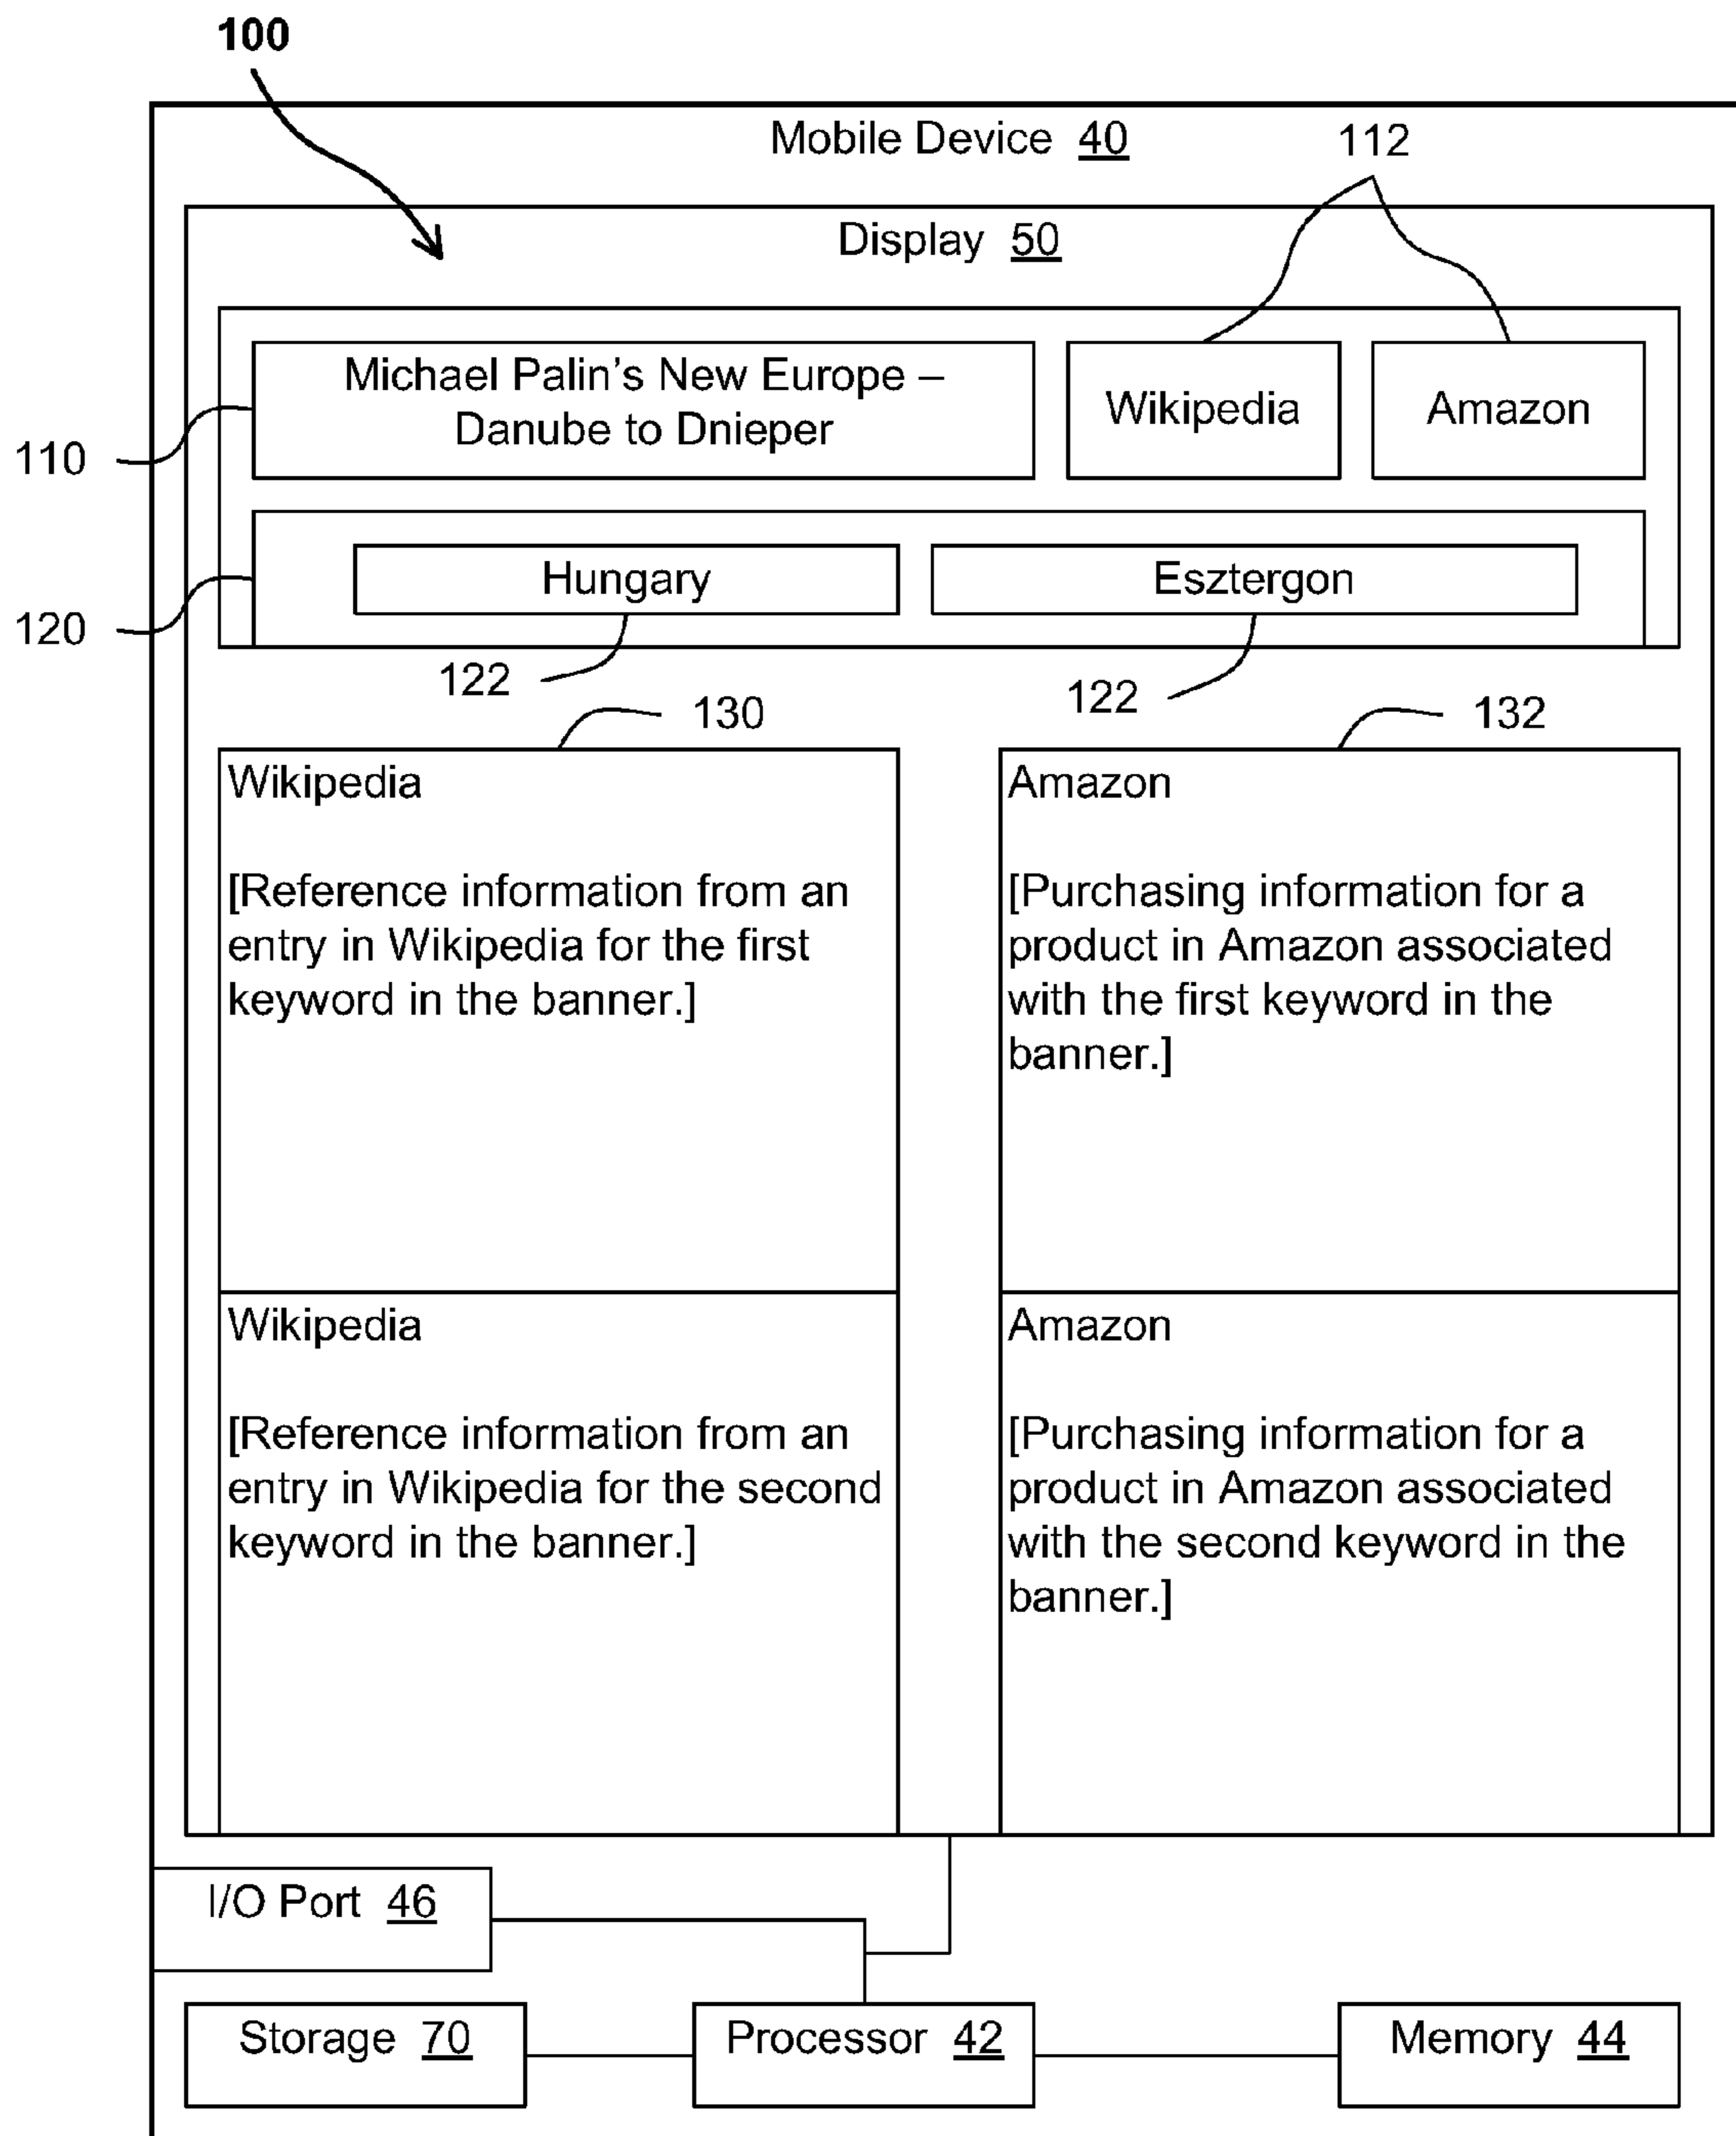 100
Mobile Device 40
112
Display 50
Michael Palin's New Europe –
Danube to Dnieper
Wikipedia
Amazon
110
Hungary
Esztergon
120
122
122
130
132
Wikipedia
[Reference information from an
entry in Wikipedia for the first
keyword in the banner.]
Amazon
[Purchasing information for a
product in Amazon associated
with the first keyword in the
banner.]
Wikipedia
[Reference information from an
entry in Wikipedia for the second
keyword in the banner.]
Amazon
[Purchasing information for a
product in Amazon associated
with the second keyword in the
banner.]
I/O Port 46
Storage 70
Processor 42
Memory 44